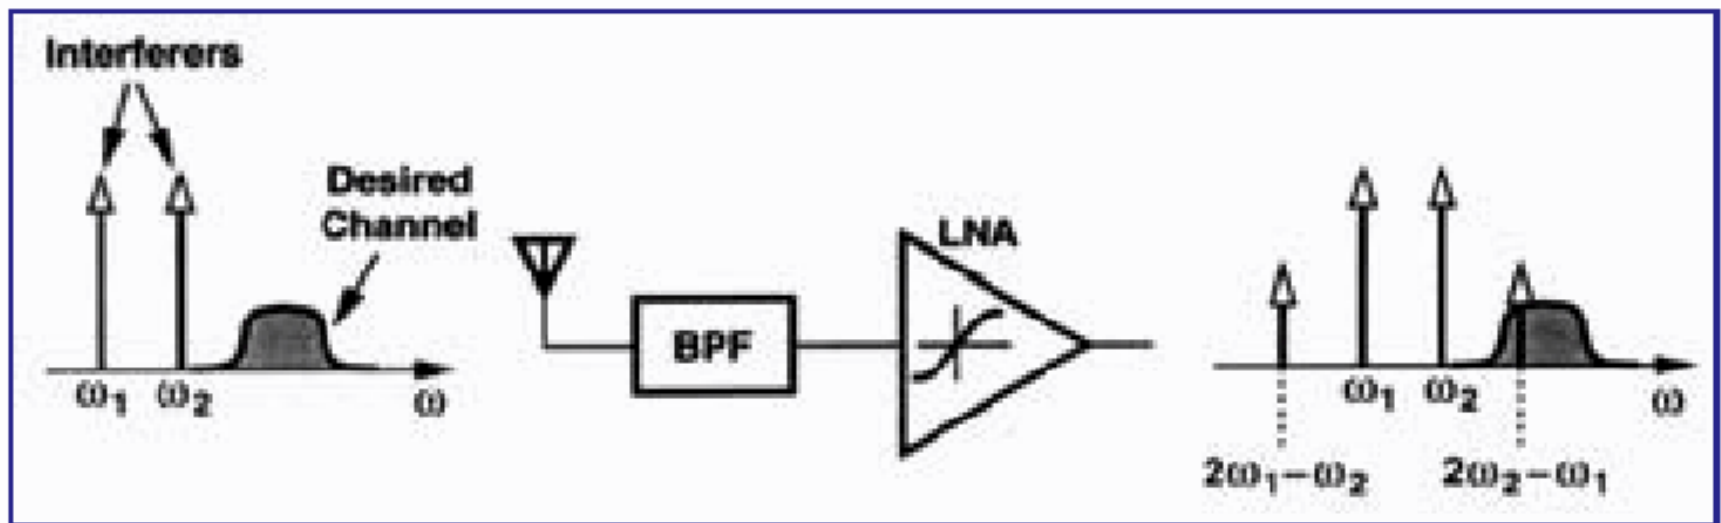 Interferers
Desired
Channel
ω1 ω2 ω
BPF
LNA
ω1 ω2 ω
2ω1−ω2 2ω2−ω1